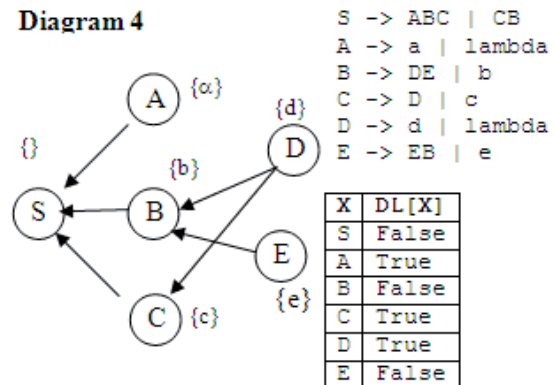 Diagram 4
S -> ABC | CB
A -> a | lambda
B -> DE | b
C -> D | c
D -> d | lambda
E -> EB | e
A {α}
{d}
D
{}
{b}
S
B
E
{e}
C {c}
X DL[X]
S False
A True
B False
C True
D True
E False